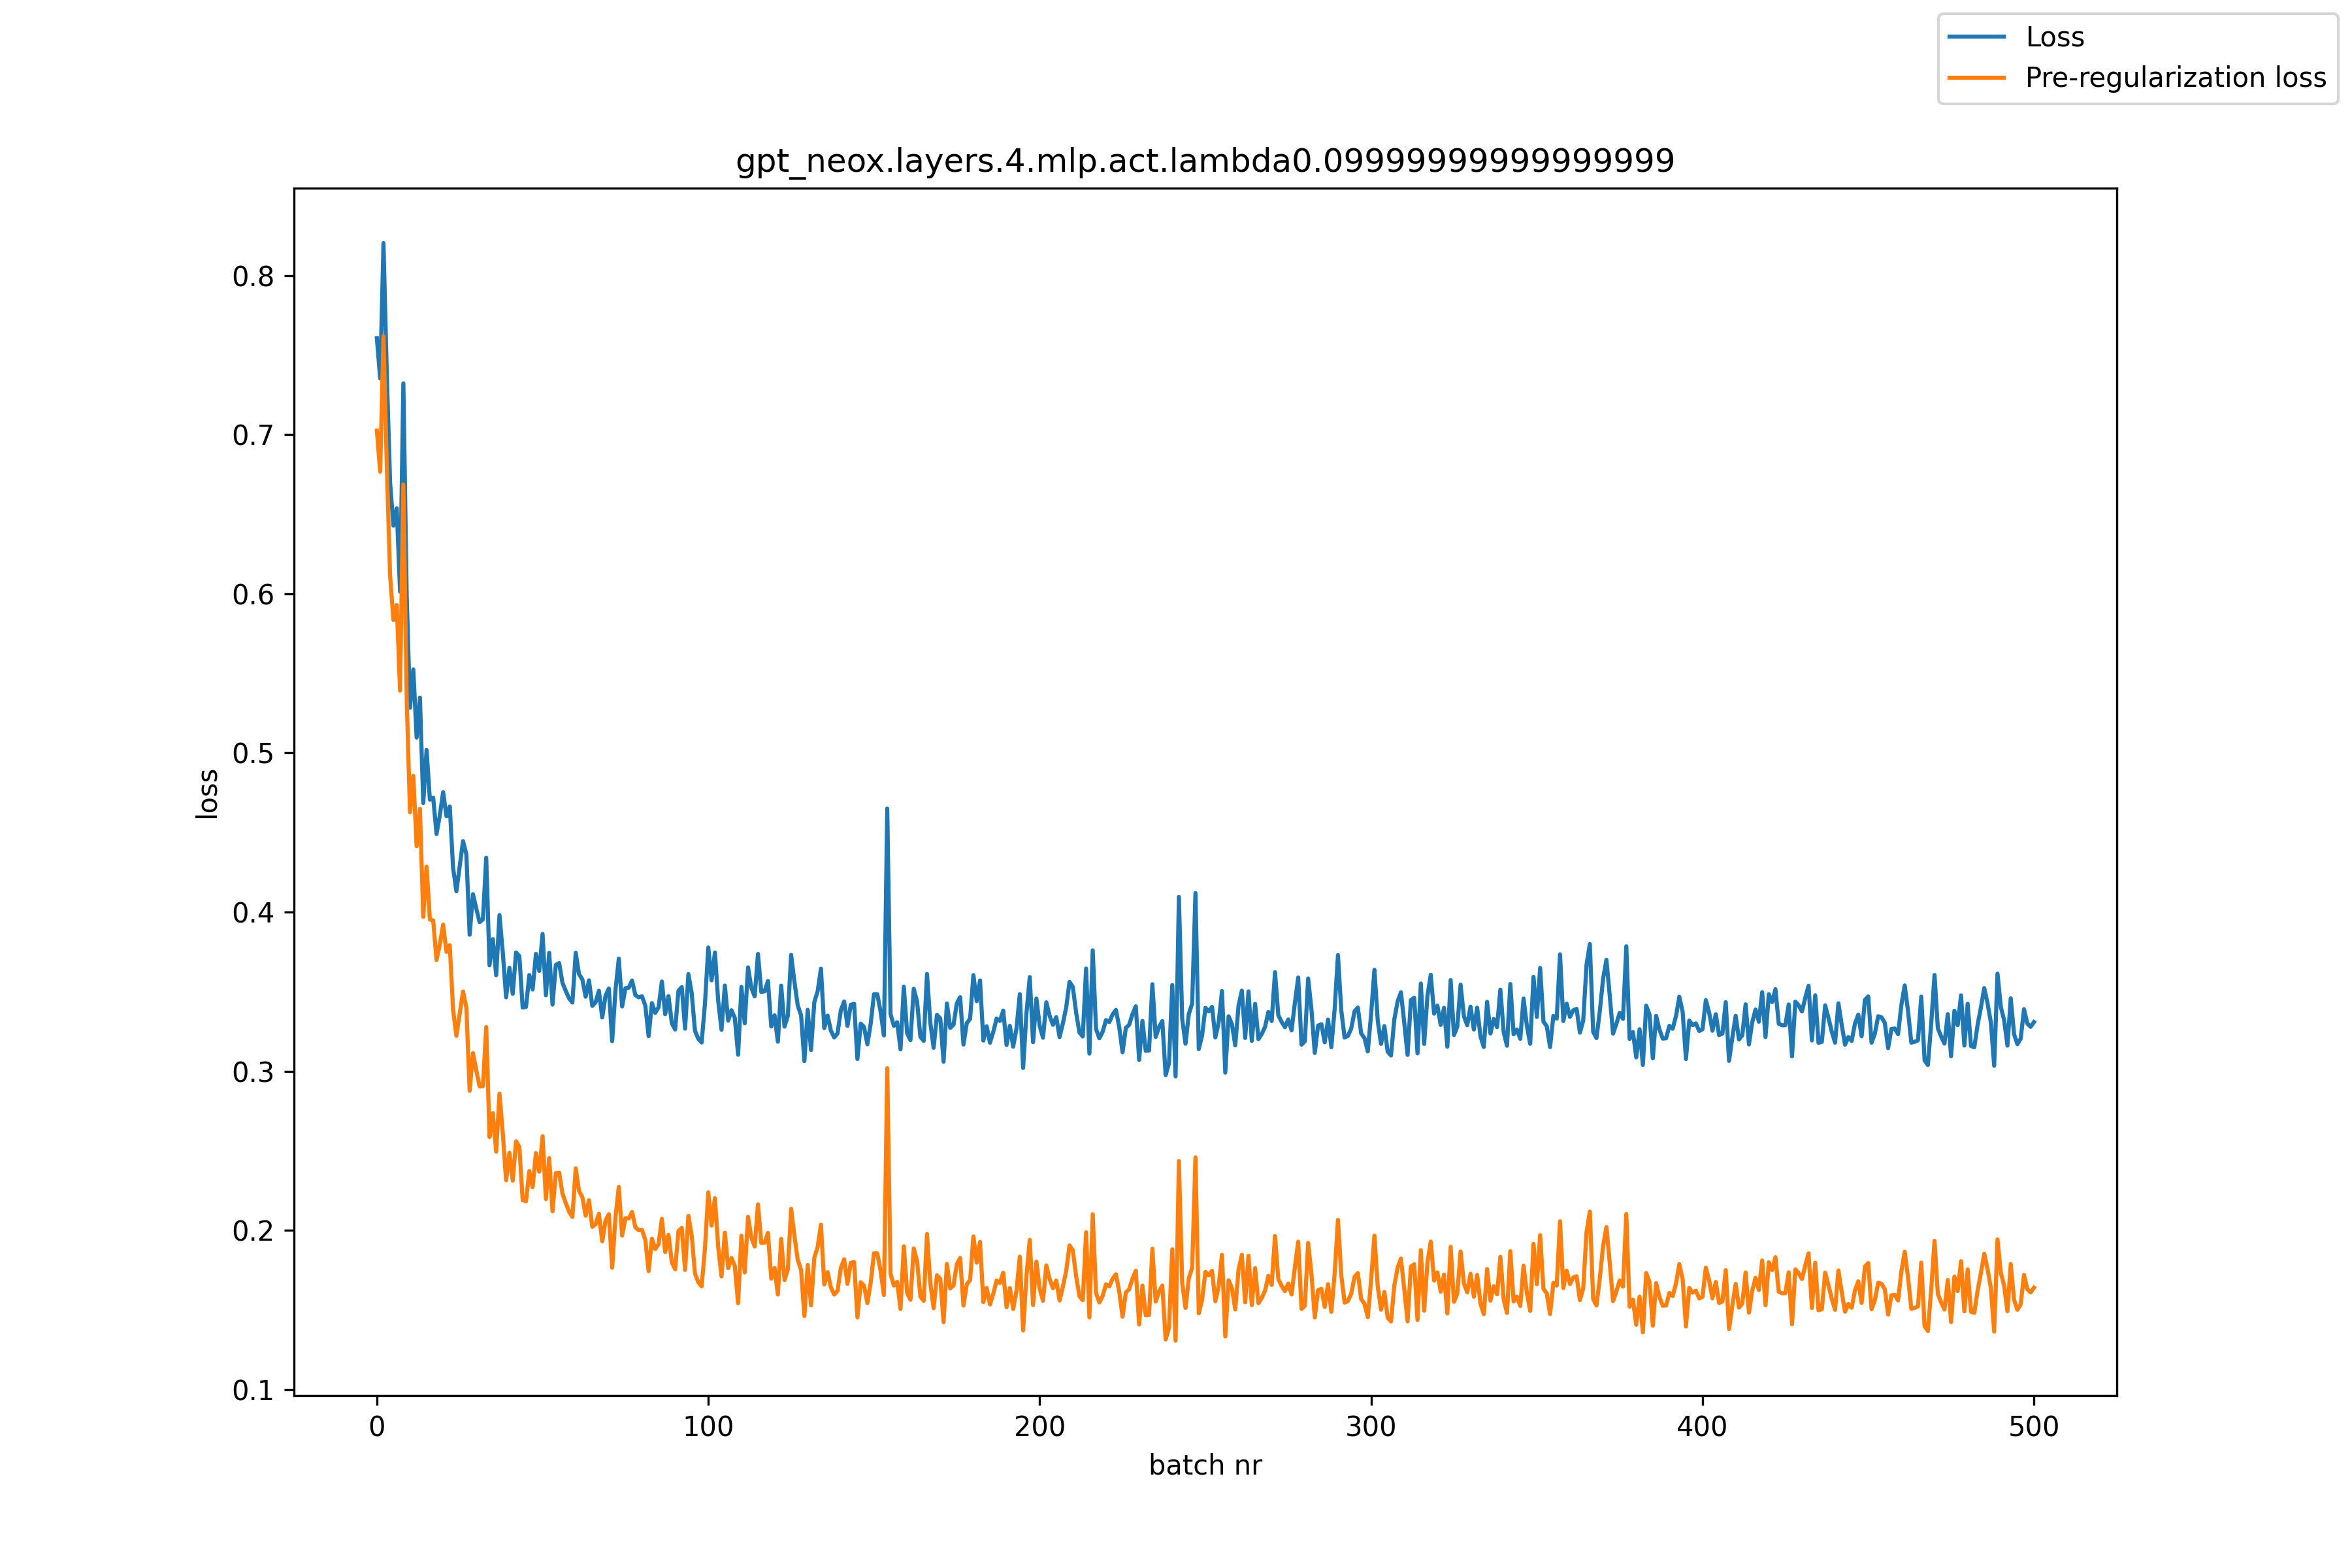 Loss
Pre-regularization loss
gpt_neox.layers.4.mlp.act.lambda0.09999999999999999
0.8
0.7
0.6
0.5
0.4
0.3
0.2
0.1
loss
0 100 200 300 400 500
batch nr